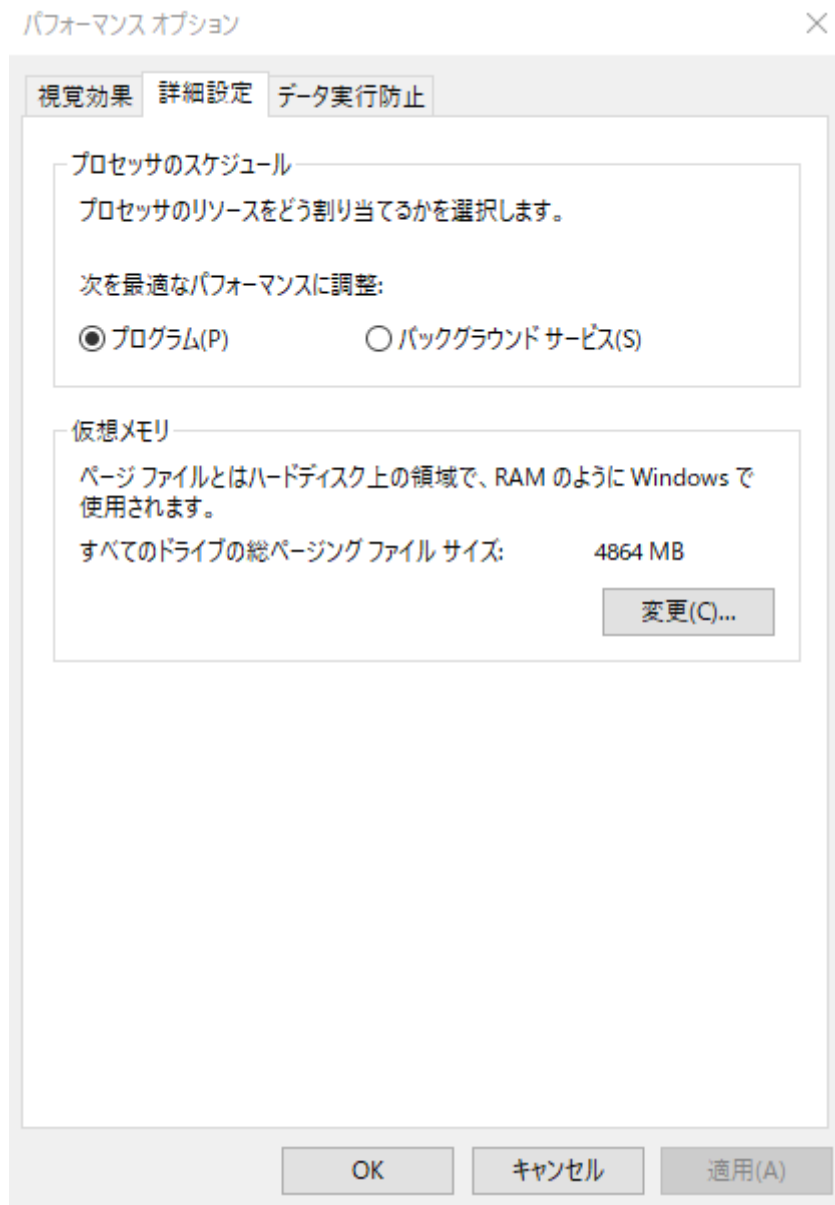 パフォーマンス オプション
視覚効果 詳細設定 データ実行防止
プロセッサのスケジュール
プロセッサのリソースをどう割り当てるかを選択します。
次を最適なパフォーマンスに調整:
プログラム(P) バックグラウンド サービス(S)
仮想メモリ
ページ ファイルとはハードディスク上の領域で、RAM のように Windows で
使用されます。
すべてのドライブの総ページング ファイル サイズ: 4864 MB
変更(C)...
OK キャンセル 適用(A)